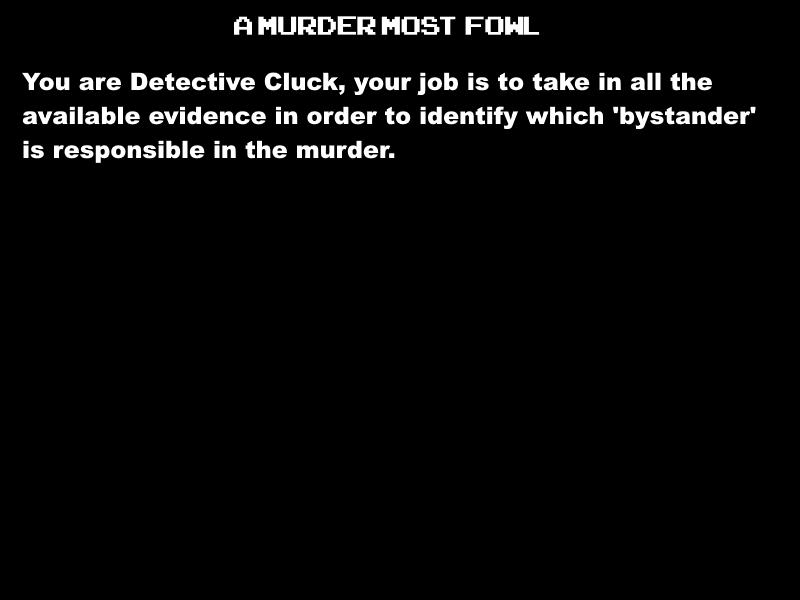 A MURDER MOST FOWL
You are Detective Cluck, your job is to take in all the
available evidence in order to identify which 'bystander'
is responsible in the murder.